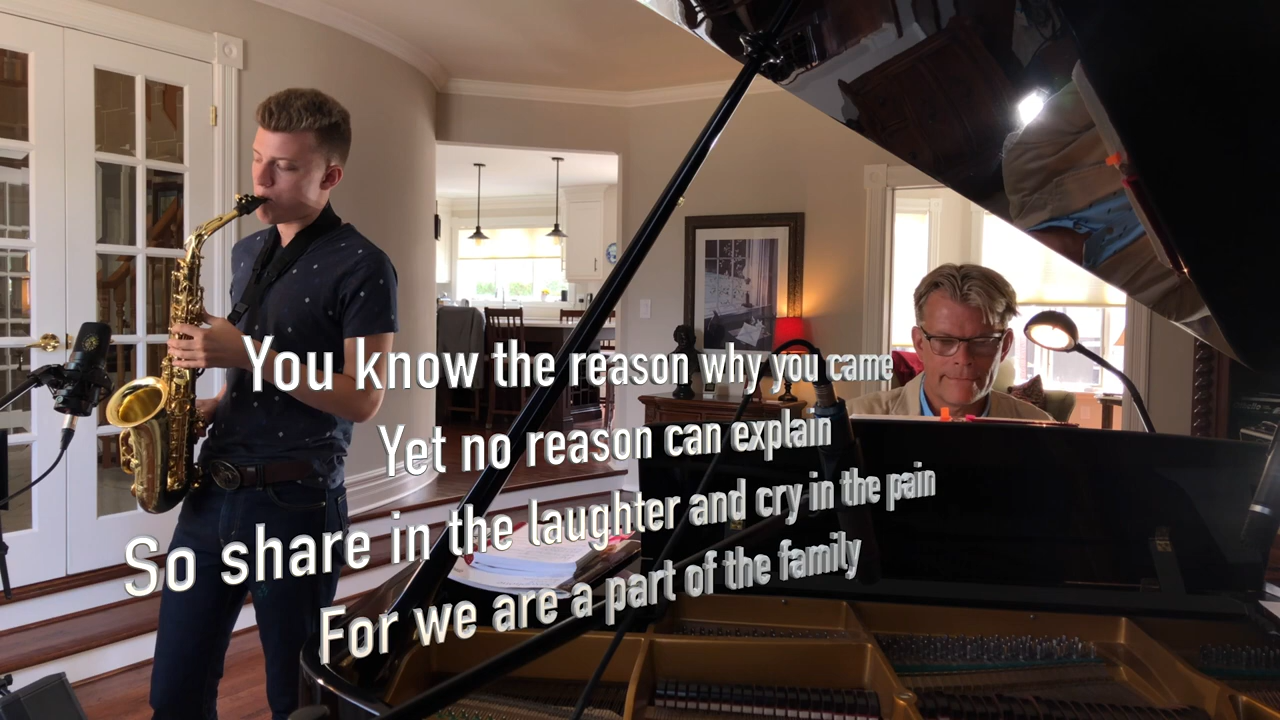 You know the reason why you came
Yet no reason can explain
So share in the laughter and cry in the pain
For we are a part of the family